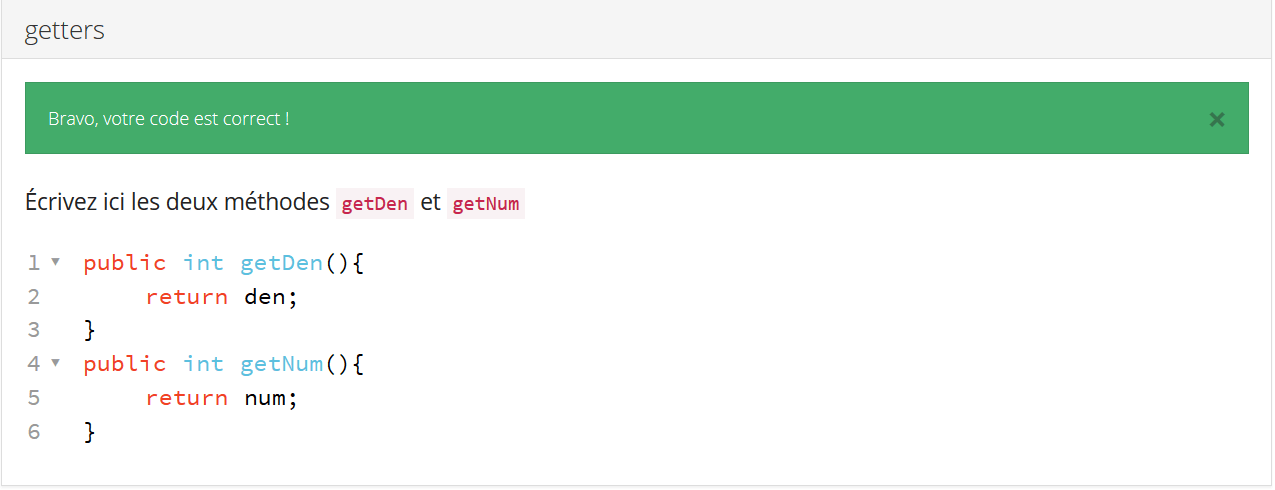 getters
Bravo, votre code est correct !
×
Écrivez ici les deux méthodes getDen et getNum
1 public int getDen(){
2 return den;
3 }
4 public int getNum(){
5 return num;
6 }